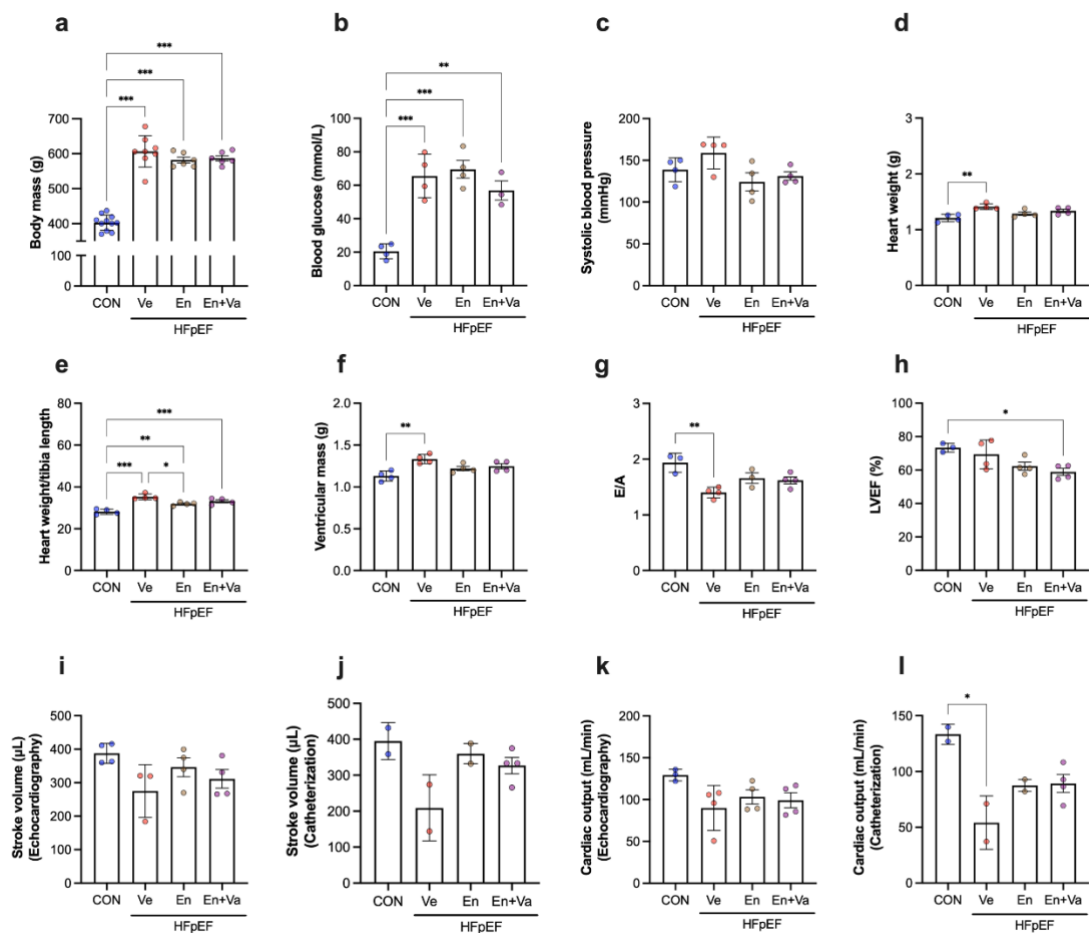 a
Body mass (g)
700
600
500
400
100
0
***
***
***
CON Ve En En+Va
HFpEF
b
Blood glucose (mmol/L)
100
80
60
40
20
0
**
***
***
CON Ve En En+Va
HFpEF
c
Systolic blood pressure
(mmHg)
200
150
100
50
0
CON Ve En En+Va
HFpEF
d
Heart weight (g)
3
2
1
0
**
CON Ve En En+Va
HFpEF
e
Heart weight/tibia length
80
60
40
20
0
***
**
***
*
CON Ve En En+Va
HFpEF
f
Ventricular mass (g)
2.0
1.5
1.0
0.5
0.0
**
CON Ve En En+Va
HFpEF
g
E/A
3
2
1
0
**
CON Ve En En+Va
HFpEF
h
LVEF (%)
100
80
60
40
20
0
*
CON Ve En En+Va
HFpEF
i
Stroke volume (µL)
(Echocardiography)
500
400
300
200
100
0
CON Ve En En+Va
HFpEF
j
Stroke volume (µL)
(Catheterization)
500
400
300
200
100
0
CON Ve En En+Va
HFpEF
k
Cardiac output (mL/min)
(Echocardiography)
200
150
100
50
0
CON Ve En En+Va
HFpEF
l
Cardiac output (mL/min)
(Catheterization)
150
100
50
0
*
CON Ve En En+Va
HFpEF